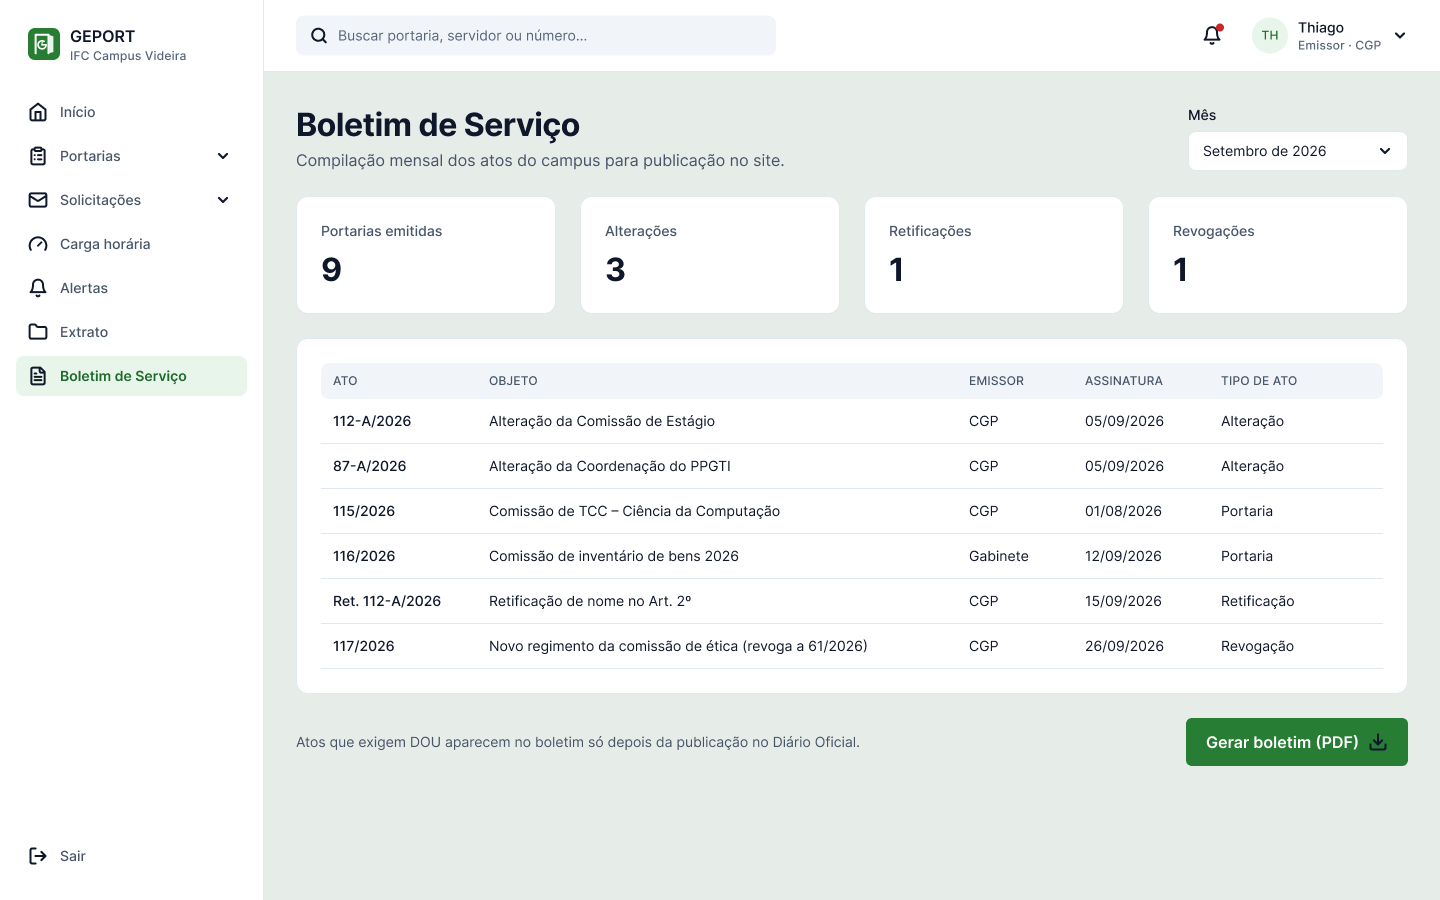 GEPORT
IFC Campus Videira
Início
Portarias
Solicitações
Carga horária
Alertas
Extrato
Boletim de Serviço
Sair
Buscar portaria, servidor ou número...
TH
Thiago
Emissor · CGP
Boletim de Serviço
Compilação mensal dos atos do campus para publicação no site.
Mês
Setembro de 2026
Portarias emitidas
9
Alterações
3
Retificações
1
Revogações
1
ATO OBJETO EMISSOR ASSINATURA TIPO DE ATO
112-A/2026 Alteração da Comissão de Estágio CGP 05/09/2026 Alteração
87-A/2026 Alteração da Coordenação do PPGTI CGP 05/09/2026 Alteração
115/2026 Comissão de TCC – Ciência da Computação CGP 01/08/2026 Portaria
116/2026 Comissão de inventário de bens 2026 Gabinete 12/09/2026 Portaria
Ret. 112-A/2026 Retificação de nome no Art. 2º CGP 15/09/2026 Retificação
117/2026 Novo regimento da comissão de ética (revoga a 61/2026) CGP 26/09/2026 Revogação
Atos que exigem DOU aparecem no boletim só depois da publicação no Diário Oficial.
Gerar boletim (PDF)